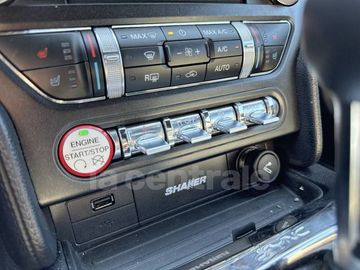 MAX A/C
MAX
A/C
R
AUTO
ENGINE
START/STOP
lacentrale
SHAKER